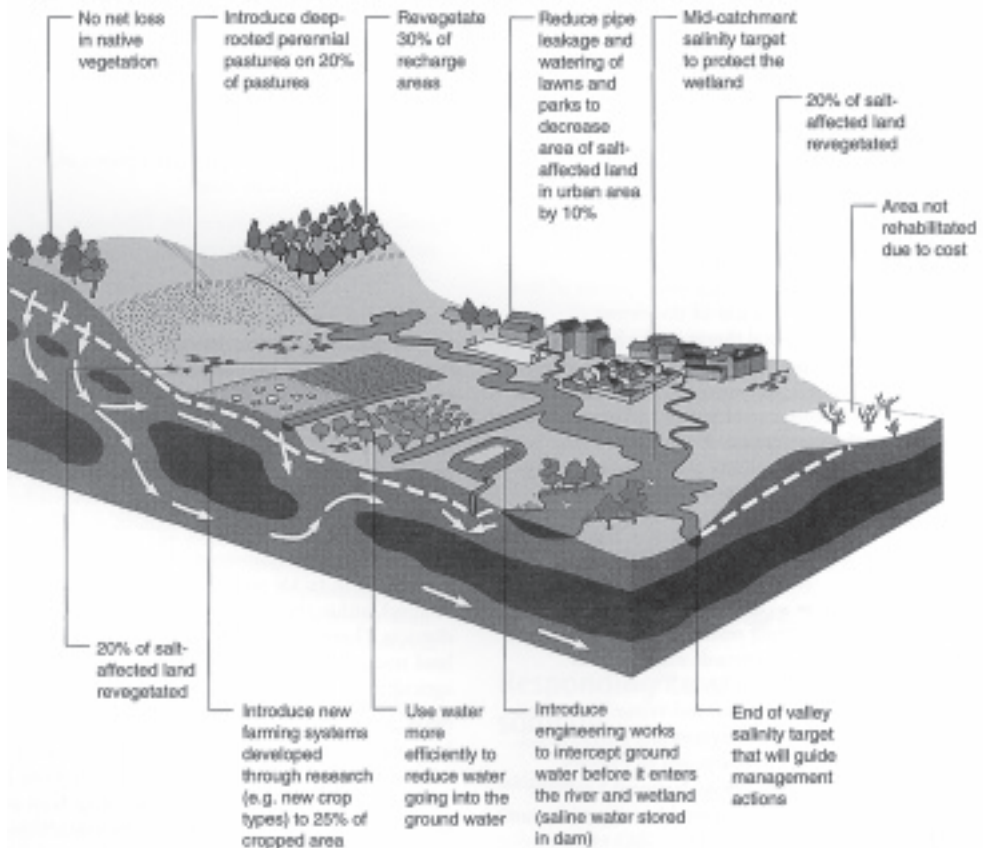 No net loss
in native
vegetation
Introduce deep-
rooted perennial
pastures on 20%
of pastures
Revegetate
30% of
recharge
areas
Reduce pipe
leakage and
watering of
lawns and
parks to
decrease
area of salt-
affected land
in urban area
by 10%
Mid-catchment
salinity target
to protect the
wetland
20% of salt-
affected land
revegetated
Area not
rehabilitated
due to cost
20% of salt-
affected land
revegetated
Introduce new
farming systems
developed
through research
(e.g. new crop
types) to 25% of
cropped area
Use water
more
efficiently to
reduce water
going into the
ground water
Introduce
engineering works
to intercept ground
water before it enters
the river and wetland
(saline water stored
in dam)
End of valley
salinity target
that will guide
management
actions